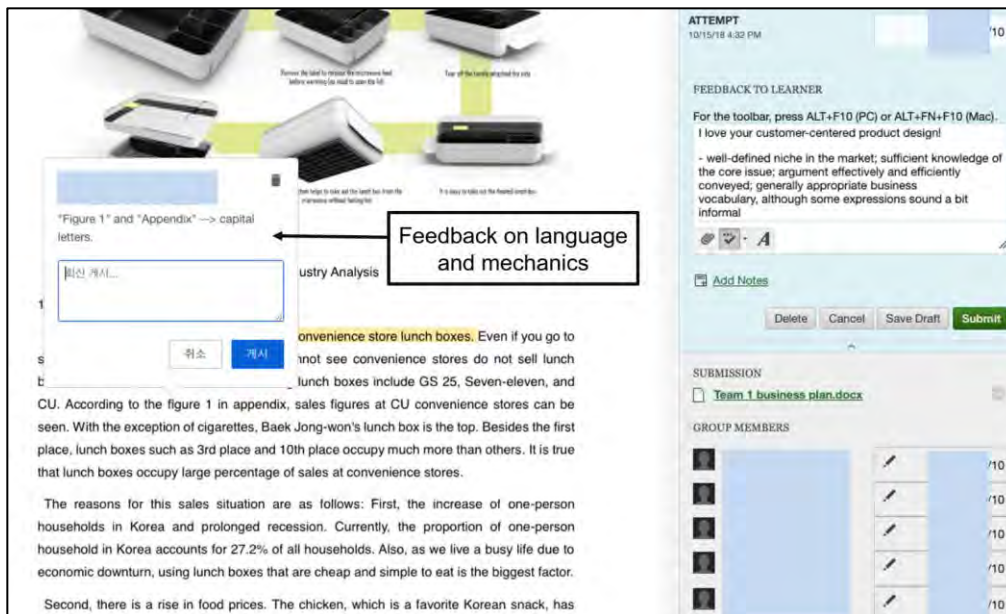 Remove the label to release the microwave feed
before warming (no need to open the lid)
Tear off the handle attached the side
helps to take out the lunch box from the
microwave without feeling hot
It is easy to take out the heated lunch box
"Figure 1" and "Appendix" --> capital
letters.
회신 게시...
취소
게시
Feedback on language
and mechanics
ustry Analysis
1
onvenience store lunch boxes. Even if you go to
s
nnot see convenience stores do not sell lunch
b
lunch boxes include GS 25, Seven-eleven, and
CU. According to the figure 1 in appendix, sales figures at CU convenience stores can be
seen. With the exception of cigarettes, Baek Jong-won's lunch box is the top. Besides the first
place, lunch boxes such as 3rd place and 10th place occupy much more than others. It is true
that lunch boxes occupy large percentage of sales at convenience stores.
The reasons for this sales situation are as follows: First, the increase of one-person
households in Korea and prolonged recession. Currently, the proportion of one-person
household in Korea accounts for 27.2% of all households. Also, as we live a busy life due to
economic downturn, using lunch boxes that are cheap and simple to eat is the biggest factor.
Second, there is a rise in food prices. The chicken, which is a favorite Korean snack, has
ATTEMPT
10/15/18 4:32 PM
/10
FEEDBACK TO LEARNER
For the toolbar, press ALT+F10 (PC) or ALT+FN+F10 (Mac).
I love your customer-centered product design!
- well-defined niche in the market; sufficient knowledge of
the core issue; argument effectively and efficiently
conveyed; generally appropriate business
vocabulary, although some expressions sound a bit
informal
Add Notes
Delete
Cancel
Save Draft
Submit
SUBMISSION
Team 1 business plan.docx
GROUP MEMBERS
/10
/10
/10
/10
/10